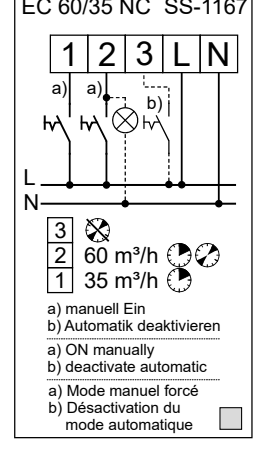 EC 60/35 NC SS-1167
1 2 3 L N
a) a) b)
L
N
3
2 60 m³/h
1 35 m³/h
a) manuell Ein
b) Automatik deaktivieren
a) ON manually
b) deactivate automatic
a) Mode manuel forcé
b) Désactivation du
mode automatique